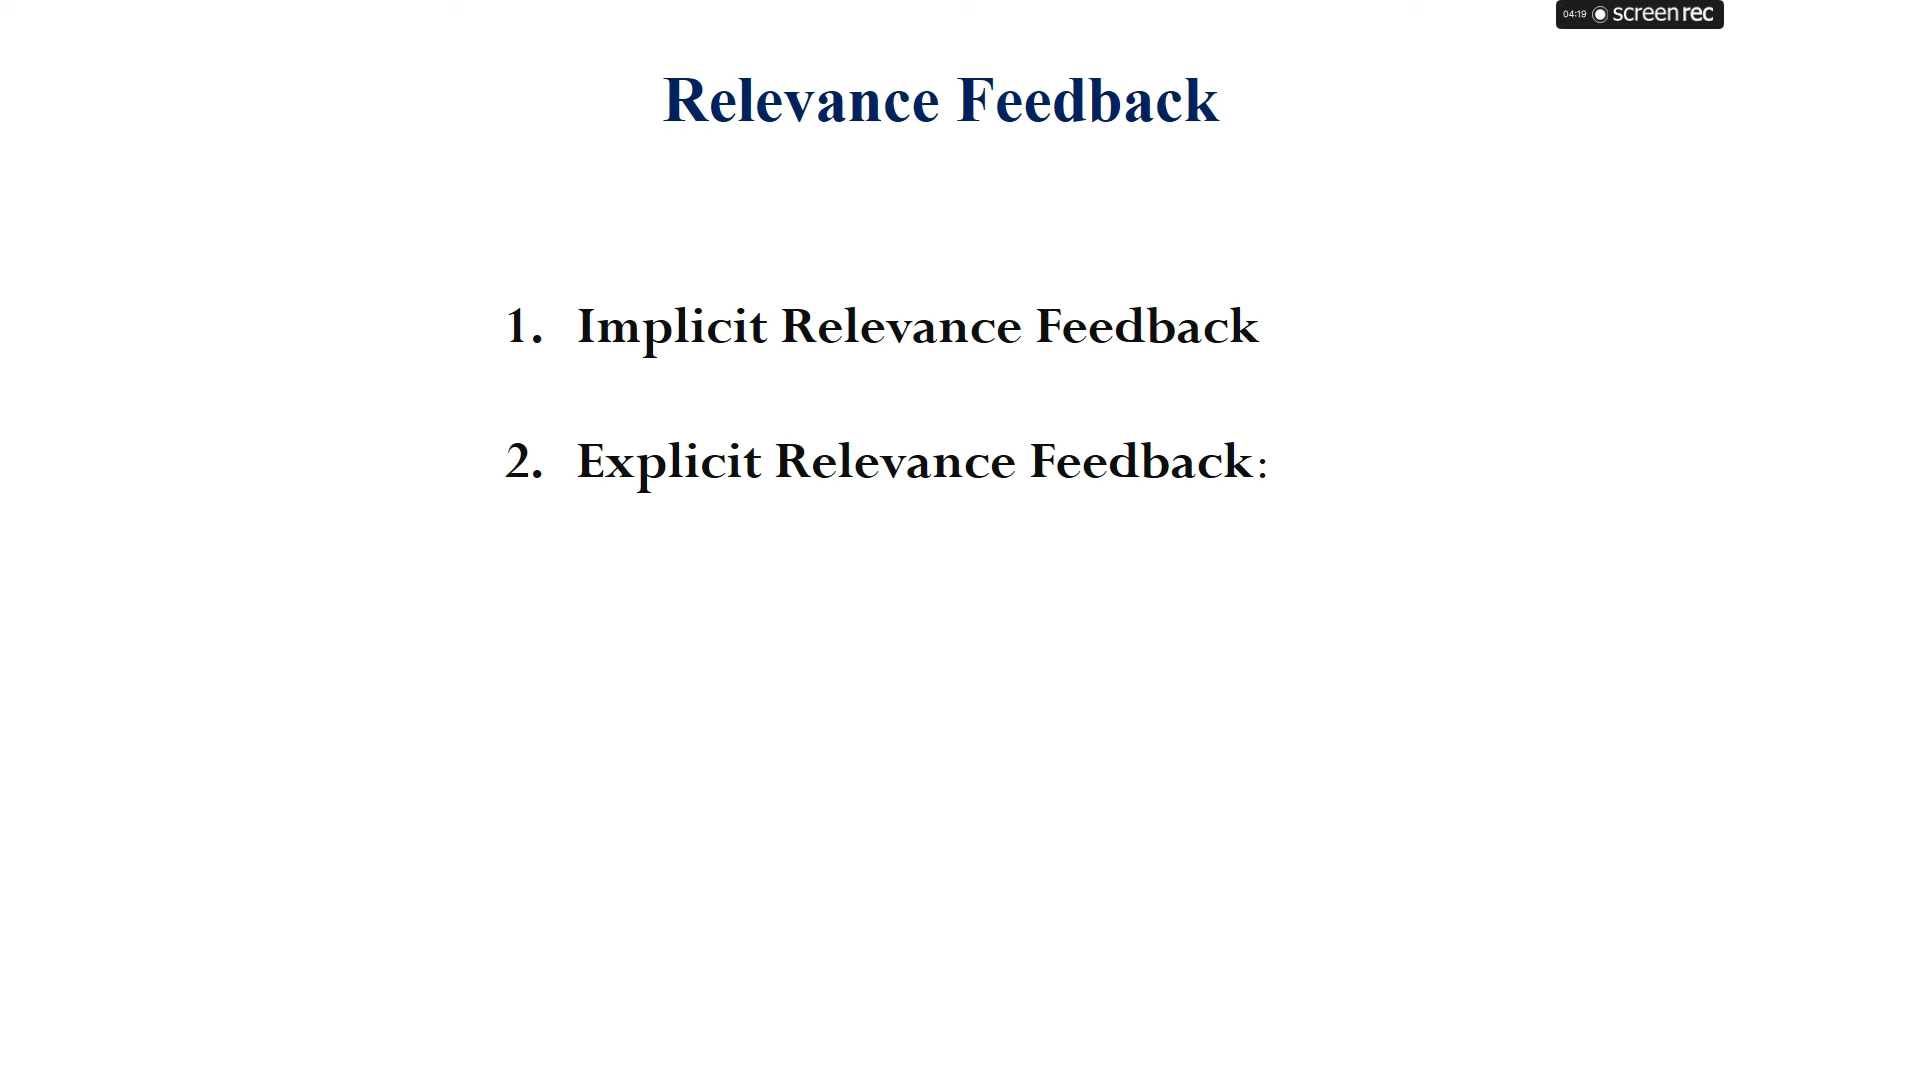 04:19 screenrec
Relevance Feedback
1. Implicit Relevance Feedback
2. Explicit Relevance Feedback: